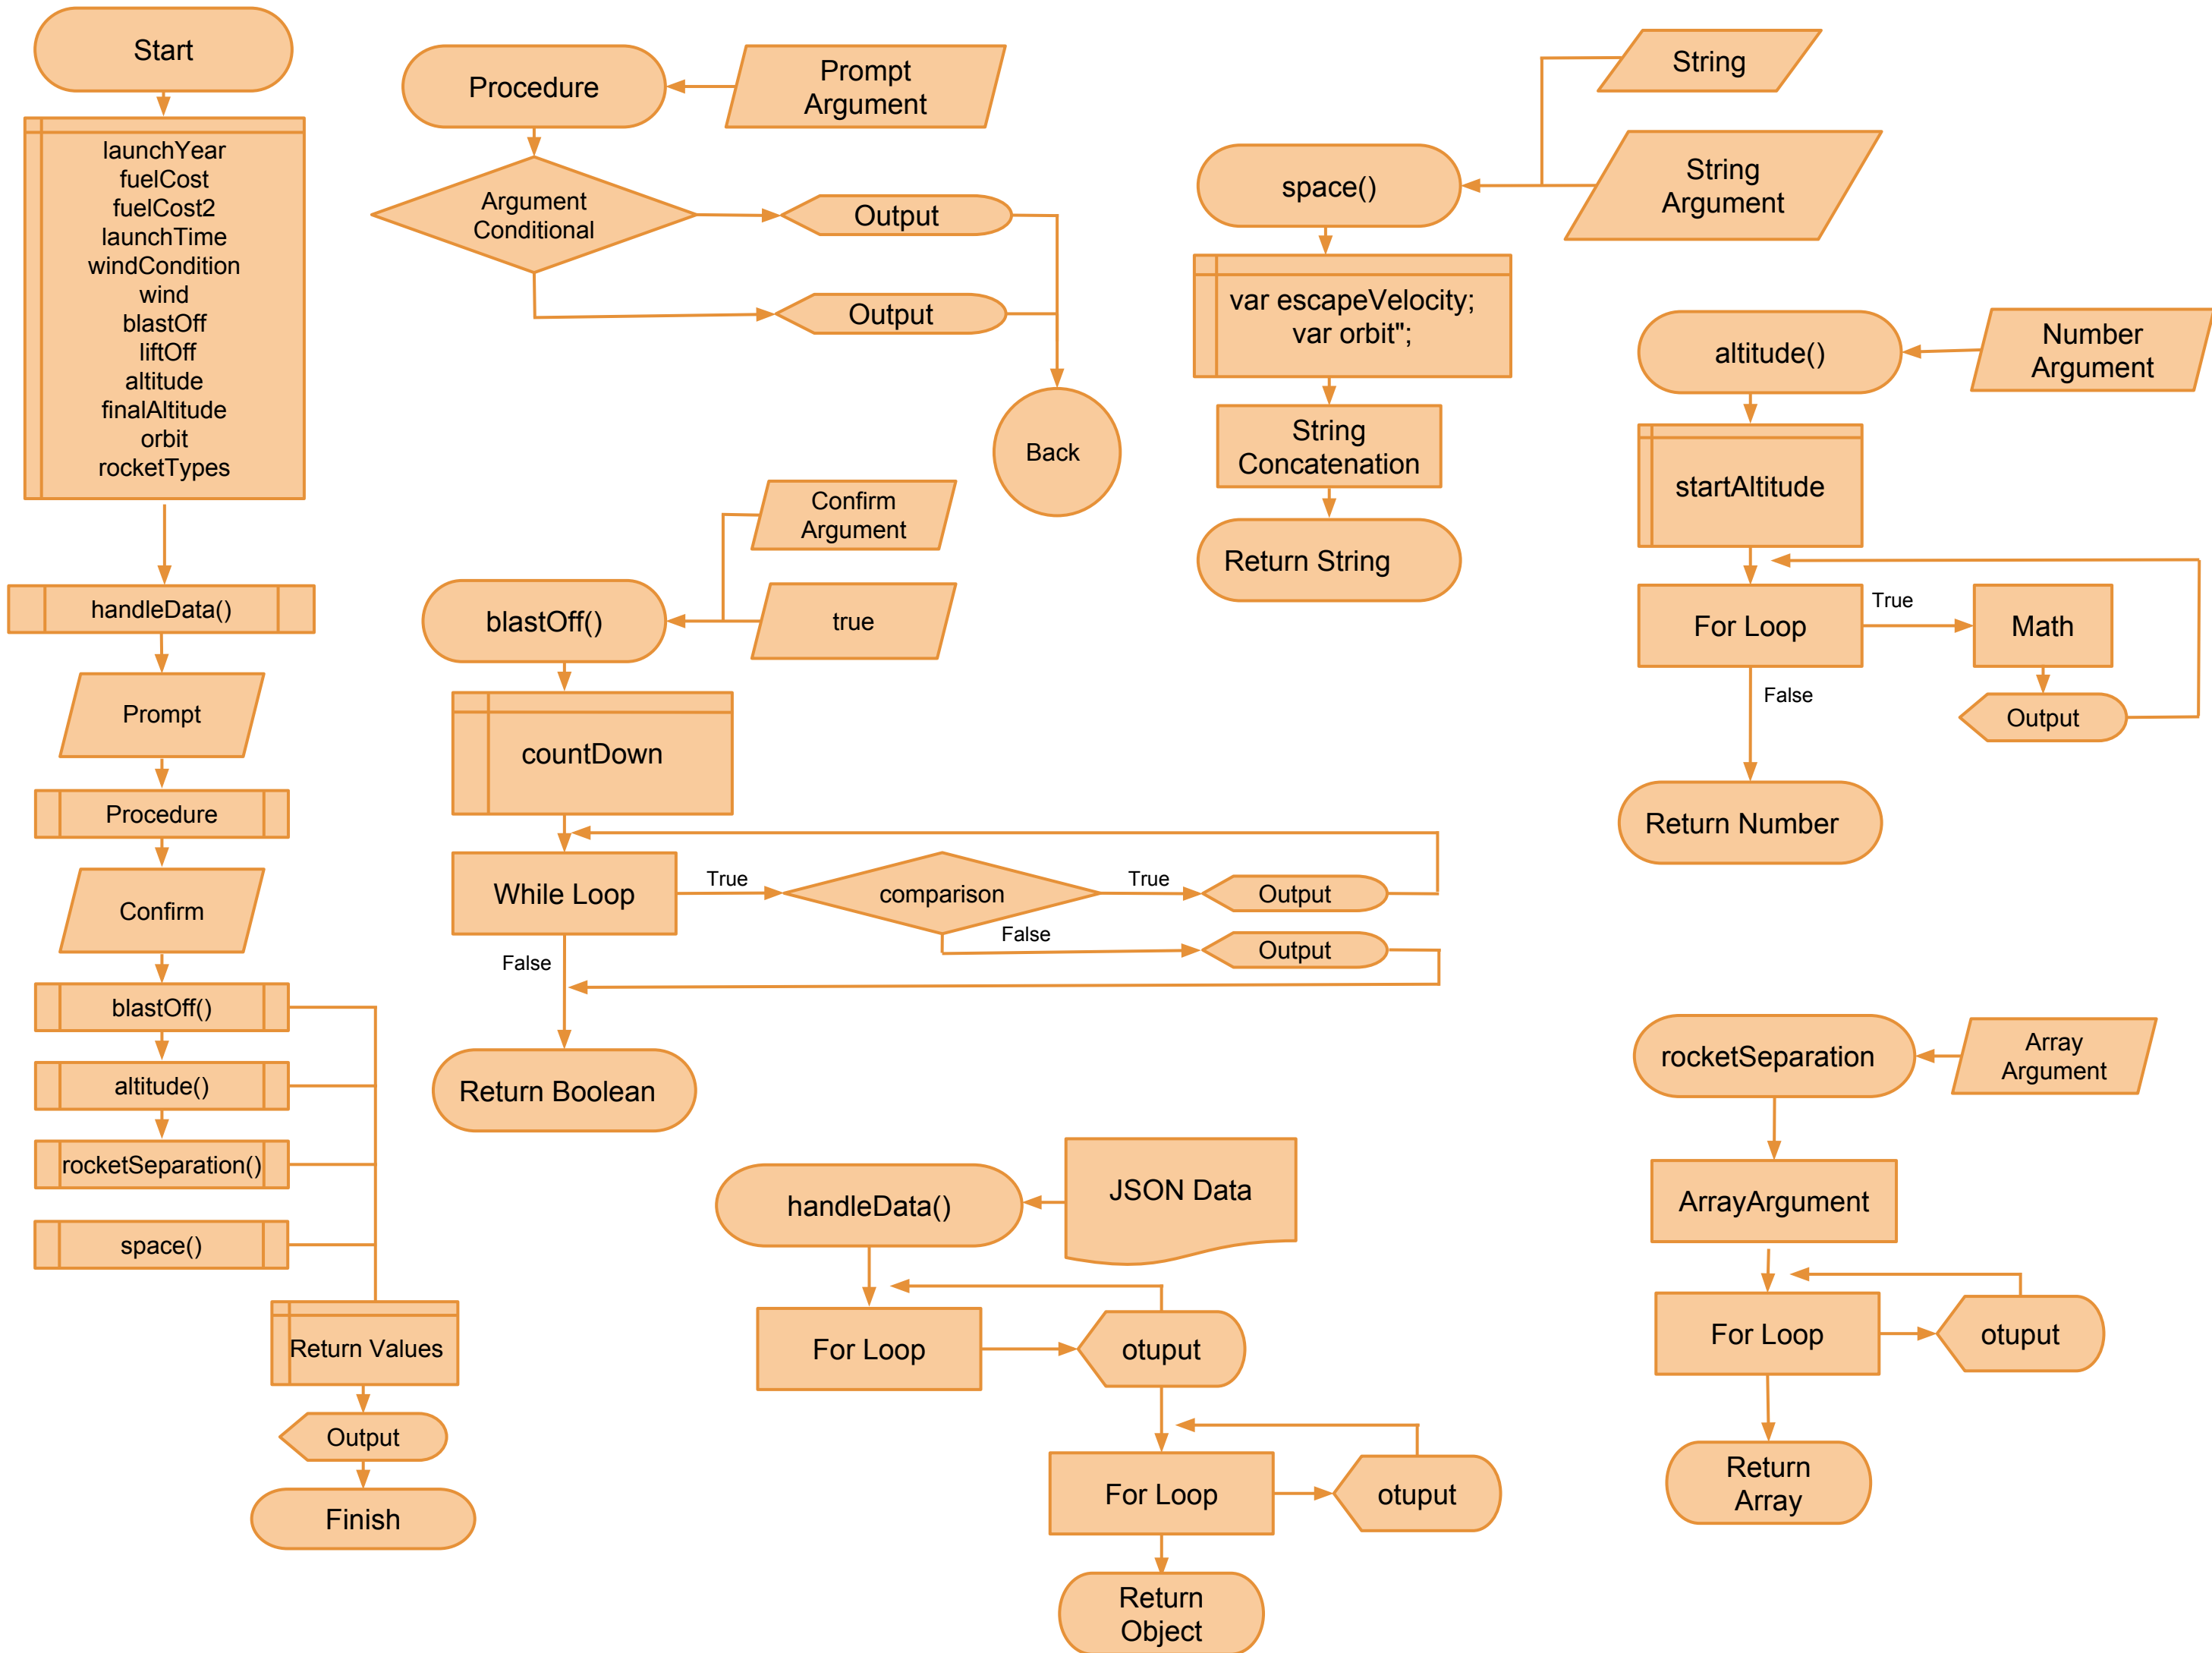 Start
launchYear
fuelCost
fuelCost2
launchTime
windCondition
wind
blastOff
liftOff
altitude
finalAltitude
orbit
rocketTypes
handleData()
Prompt
Procedure
Confirm
blastOff()
altitude()
rocketSeparation()
space()
Return Values
Output
Finish
Procedure
Prompt
Argument
Argument
Conditional
Output
Output
Back
Confirm
Argument
blastOff()
true
countDown
While Loop
True
comparison
True
Output
False
Output
False
Return Boolean
String
space()
String
Argument
var escapeVelocity;
var orbit";
String
Concatenation
Return String
altitude()
Number
Argument
startAltitude
For Loop
True
Math
False
Output
Return Number
handleData()
JSON Data
For Loop
otuput
For Loop
otuput
Return
Object
rocketSeparation
Array
Argument
ArrayArgument
For Loop
otuput
Return
Array